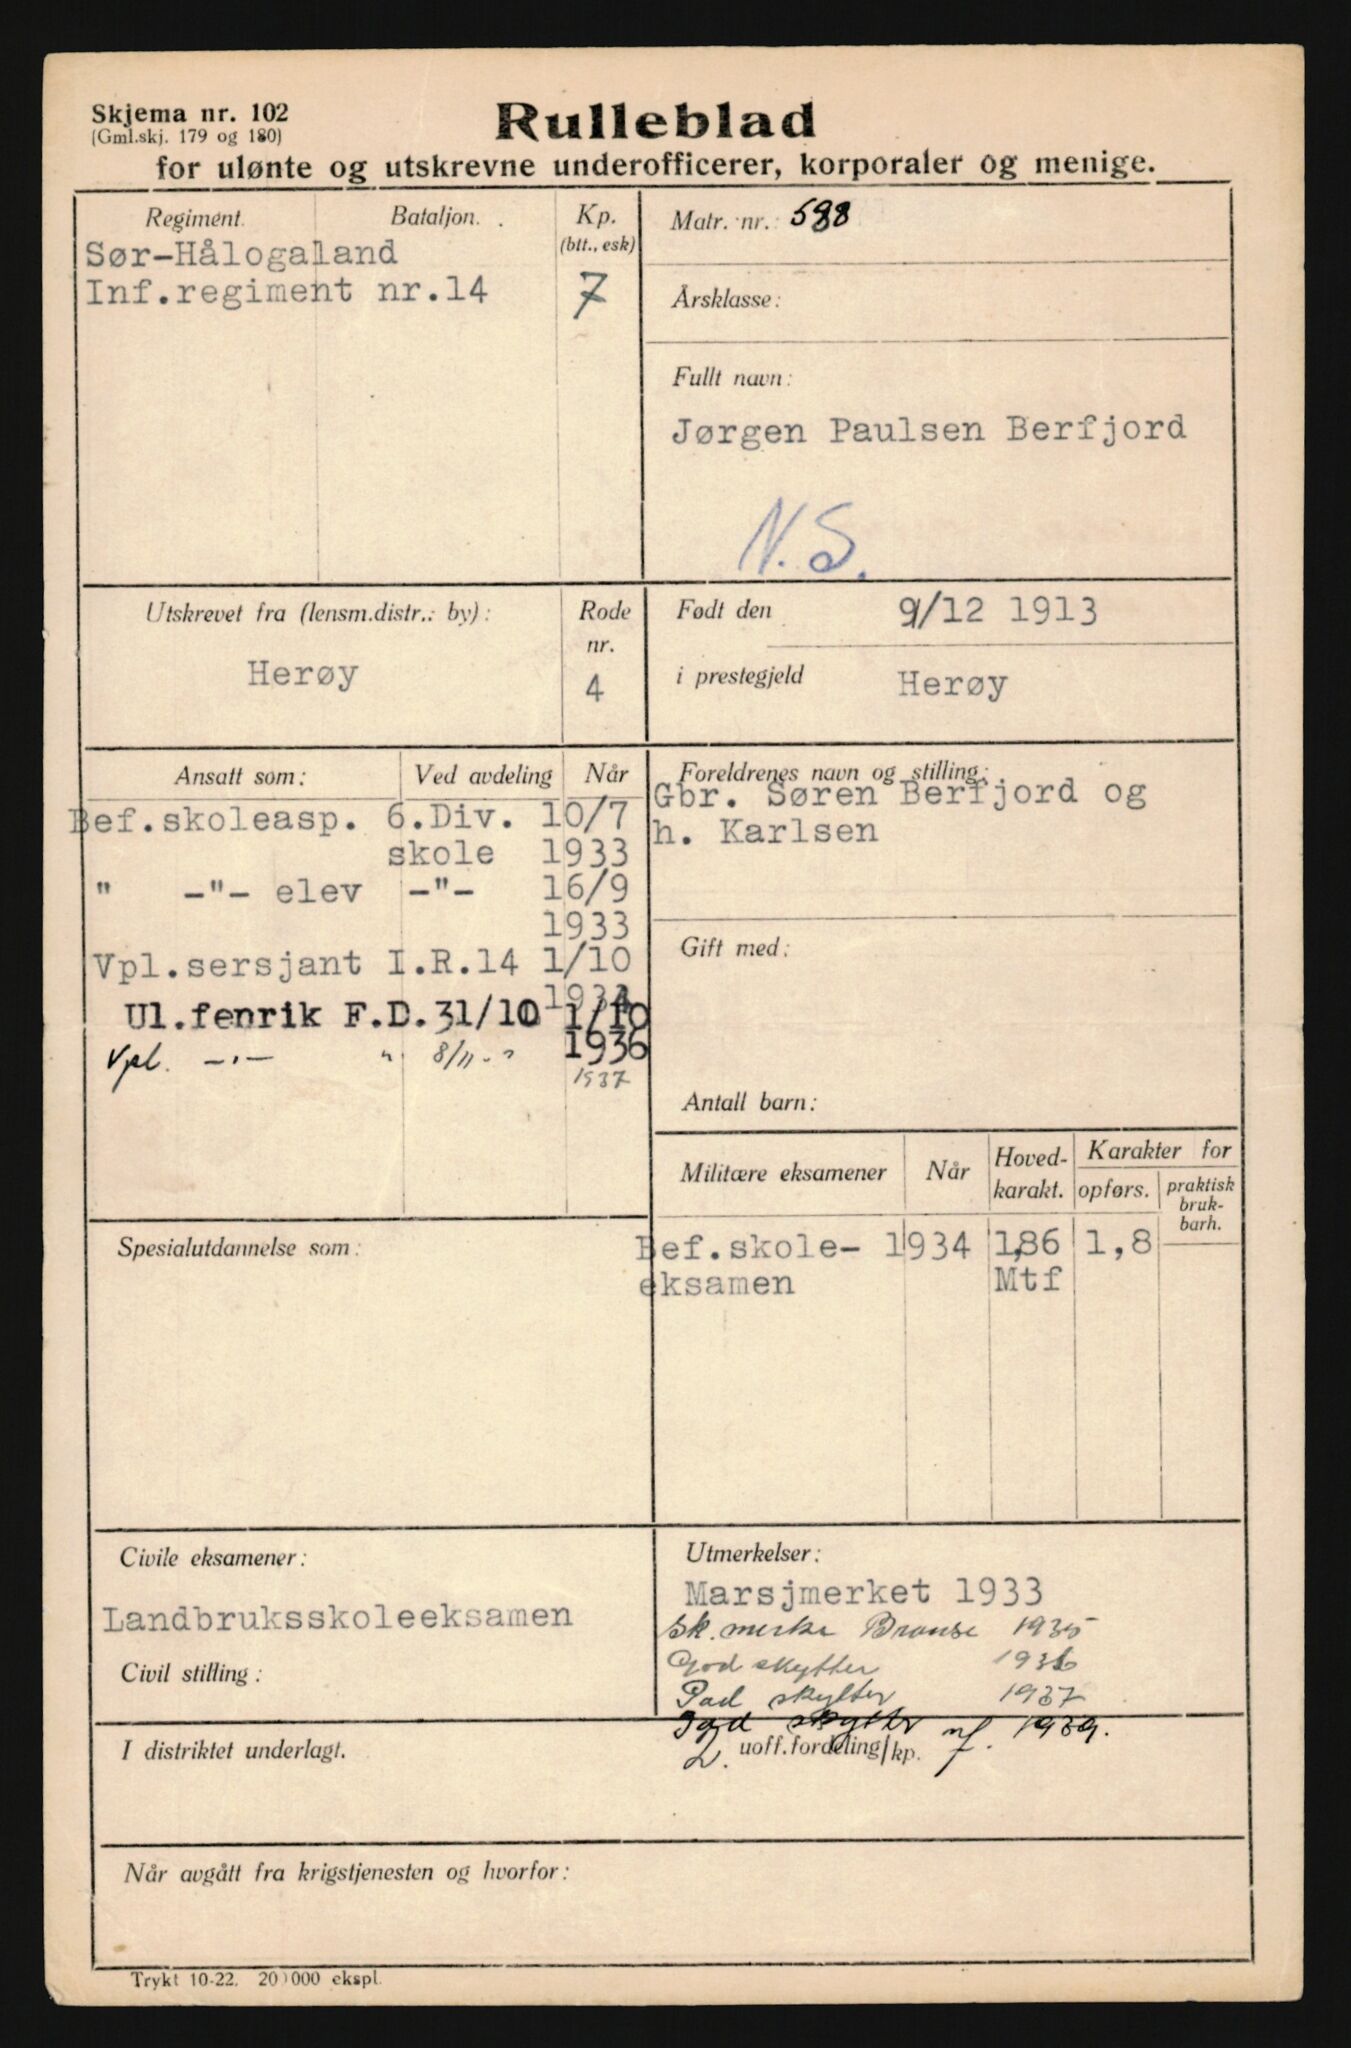 Skjema nr. 102
(Gml.skj. 179 og 180)
Rulleblad
for ulønte og utskrevne underofficerer, korporaler og menige.
Regiment. Bataljon. Kp. (btt., esk)
Sør-Hålogaland
Inf.regiment nr.14 7
Matr. nr. 588
Årsklasse:
Fullt navn:
Jørgen Paulsen Berfjord
N.S.
Utskrevet fra (lensm.distr.: by): Rode nr.
Herøy 4
Født den 9/12 1913
i prestegjeld Herøy
Ansatt som: Ved avdeling Når
Bef.skoleasp. 6.Div. 10/7
skole 1933
" -"- elev -"- 16/9
1933
Vpl.sersjant I.R.14 1/10
1934
Ul.fenrik F.D.31/10 1/10
1936
Vpl. -"- " 8/11
1937
Foreldrenes navn og stilling:
Gbr. Søren Berfjord og
h. Karlsen
Gift med:
Antall barn:
Militære eksamener Når Hoved-karakt. Karakter for
opførs. praktisk bruk-barh.
Bef.skole- 1934 1,86 1,8
eksamen Mtf
Spesialutdannelse som:
Civile eksamener:
Landbruksskoleeksamen
Civil stilling:
Utmerkelser:
Marsjmerket 1933
Sk. merke Bronse 1935
God skytter 1936
God skytter 1937
God skytter nf. 1939.
L. uoff.fordeling/kp.
I distriktet underlagt.
Når avgått fra krigstjenesten og hvorfor:
Trykt 10-22. 20 000 ekspl.